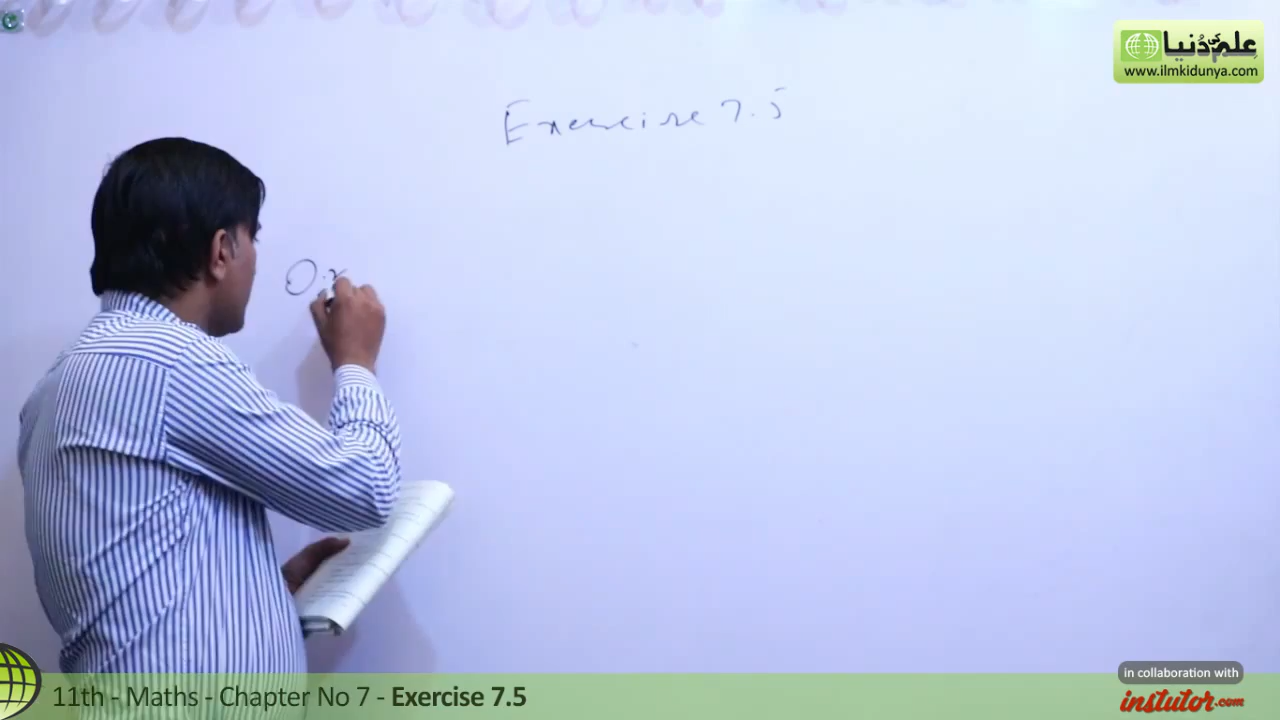 علم کی دُنیا
www.ilmkidunya.com
Exercise 7.5
in collaboration with
instutor.com
11th - Maths - Chapter No 7 - Exercise 7.5